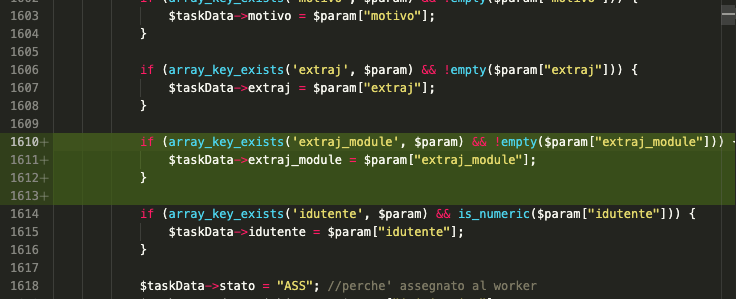 1602 if (array_key_exists('motivo', $param) && !empty($param["motivo"])) {
1603 $taskData->motivo = $param["motivo"];
1604 }
1605
1606 if (array_key_exists('extraj', $param) && !empty($param["extraj"])) {
1607 $taskData->extraj = $param["extraj"];
1608 }
1609
1610+ if (array_key_exists('extraj_module', $param) && !empty($param["extraj_module"]))
1611+ $taskData->extraj_module = $param["extraj_module"];
1612+ }
1613+
1614 if (array_key_exists('idutente', $param) && is_numeric($param["idutente"])) {
1615 $taskData->idutente = $param["idutente"];
1616 }
1617
1618 $taskData->stato = "ASS"; //perche' assegnato al worker